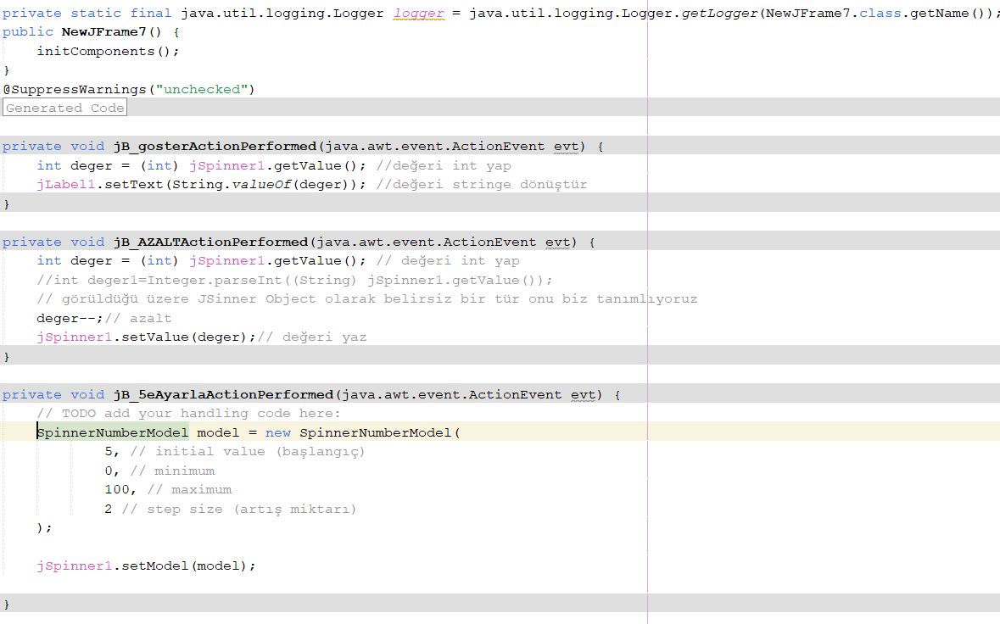 private static final java.util.logging.Logger logger = java.util.logging.Logger.getLogger(NewJFrame7.class.getName());
public NewJFrame7() {
    initComponents();
}
@SuppressWarnings("unchecked")
Generated Code

private void jB_gosterActionPerformed(java.awt.event.ActionEvent evt) {
    int deger = (int) jSpinner1.getValue(); //değeri int yap
    jLabel1.setText(String.valueOf(deger)); //değeri stringe dönüştür
}

private void jB_AZALTActionPerformed(java.awt.event.ActionEvent evt) {
    int deger = (int) jSpinner1.getValue(); // değeri int yap
    //int deger1=Integer.parseInt((String) jSpinner1.getValue());
    // görüldüğü üzere JSinner Object olarak belirsiz bir tür onu biz tanımlıyoruz
    deger--;// azalt
    jSpinner1.setValue(deger);// değeri yaz
}

private void jB_5eAyarlaActionPerformed(java.awt.event.ActionEvent evt) {
    // TODO add your handling code here:
    SpinnerNumberModel model = new SpinnerNumberModel(
            5, // initial value (başlangıç)
            0, // minimum
            100, // maximum
            2 // step size (artış miktarı)
    );

    jSpinner1.setModel(model);

}